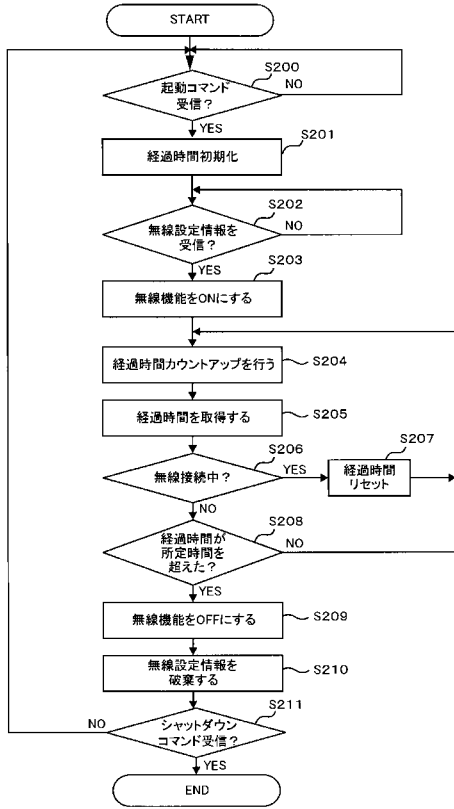 START
S200
起動コマンド
受信？
NO
YES
S201
経過時間初期化
S202
無線設定情報を
受信？
NO
YES
S203
無線機能をONにする
経過時間カウントアップを行う
S204
経過時間を取得する
S205
S206
無線接続中？
YES
S207
経過時間
リセット
NO
S208
経過時間が
所定時間を
超えた？
NO
YES
無線機能をOFFにする
S209
無線設定情報を
破棄する
S210
S211
NO
シャットダウン
コマンド受信？
YES
END